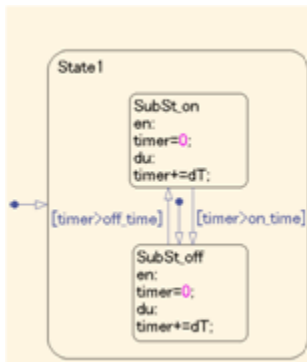 State1
SubSt_on
en:
timer=0;
du:
timer+=dT;
[timer>off_time]
[timer>on_time]
SubSt_off
en:
timer=0;
du:
timer+=dT;